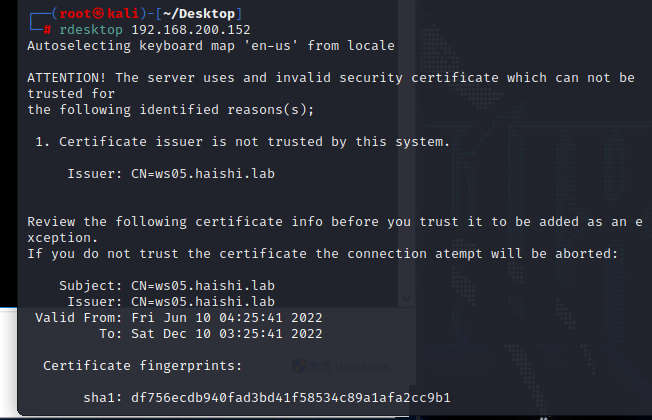 ┌──(root㉿kali)-[~/Desktop]
└─# rdesktop 192.168.200.152
Autoselecting keyboard map 'en-us' from locale
ATTENTION! The server uses and invalid security certificate which can not be
trusted for
the following identified reasons(s);
1. Certificate issuer is not trusted by this system.
Issuer: CN=ws05.haishi.lab
Review the following certificate info before you trust it to be added as an e
xception.
If you do not trust the certificate the connection atempt will be aborted:
Subject: CN=ws05.haishi.lab
Issuer: CN=ws05.haishi.lab
Valid From: Fri Jun 10 04:25:41 2022
To: Sat Dec 10 03:25:41 2022
Certificate fingerprints:
Windows
sha1: df756ecdb940fad3bd41f58534c89a1afa2cc9b1